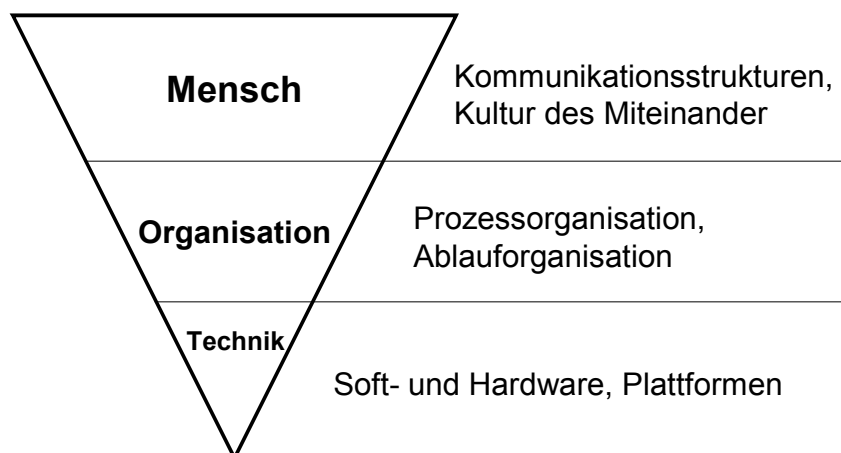 Mensch
Kommunikationsstrukturen,
Kultur des Miteinander
Organisation
Prozessorganisation,
Ablauforganisation
Technik
Soft- und Hardware, Plattformen